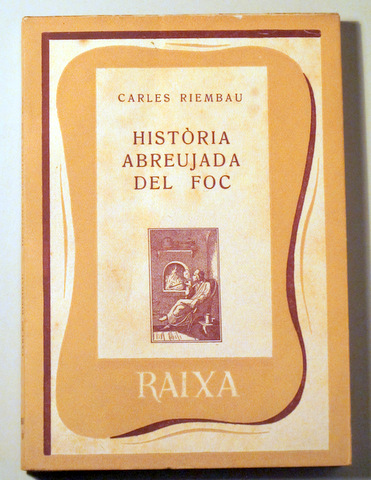 CARLES RIEMBAU
HISTÒRIA
ABREUJADA
DEL FOC
RAIXA